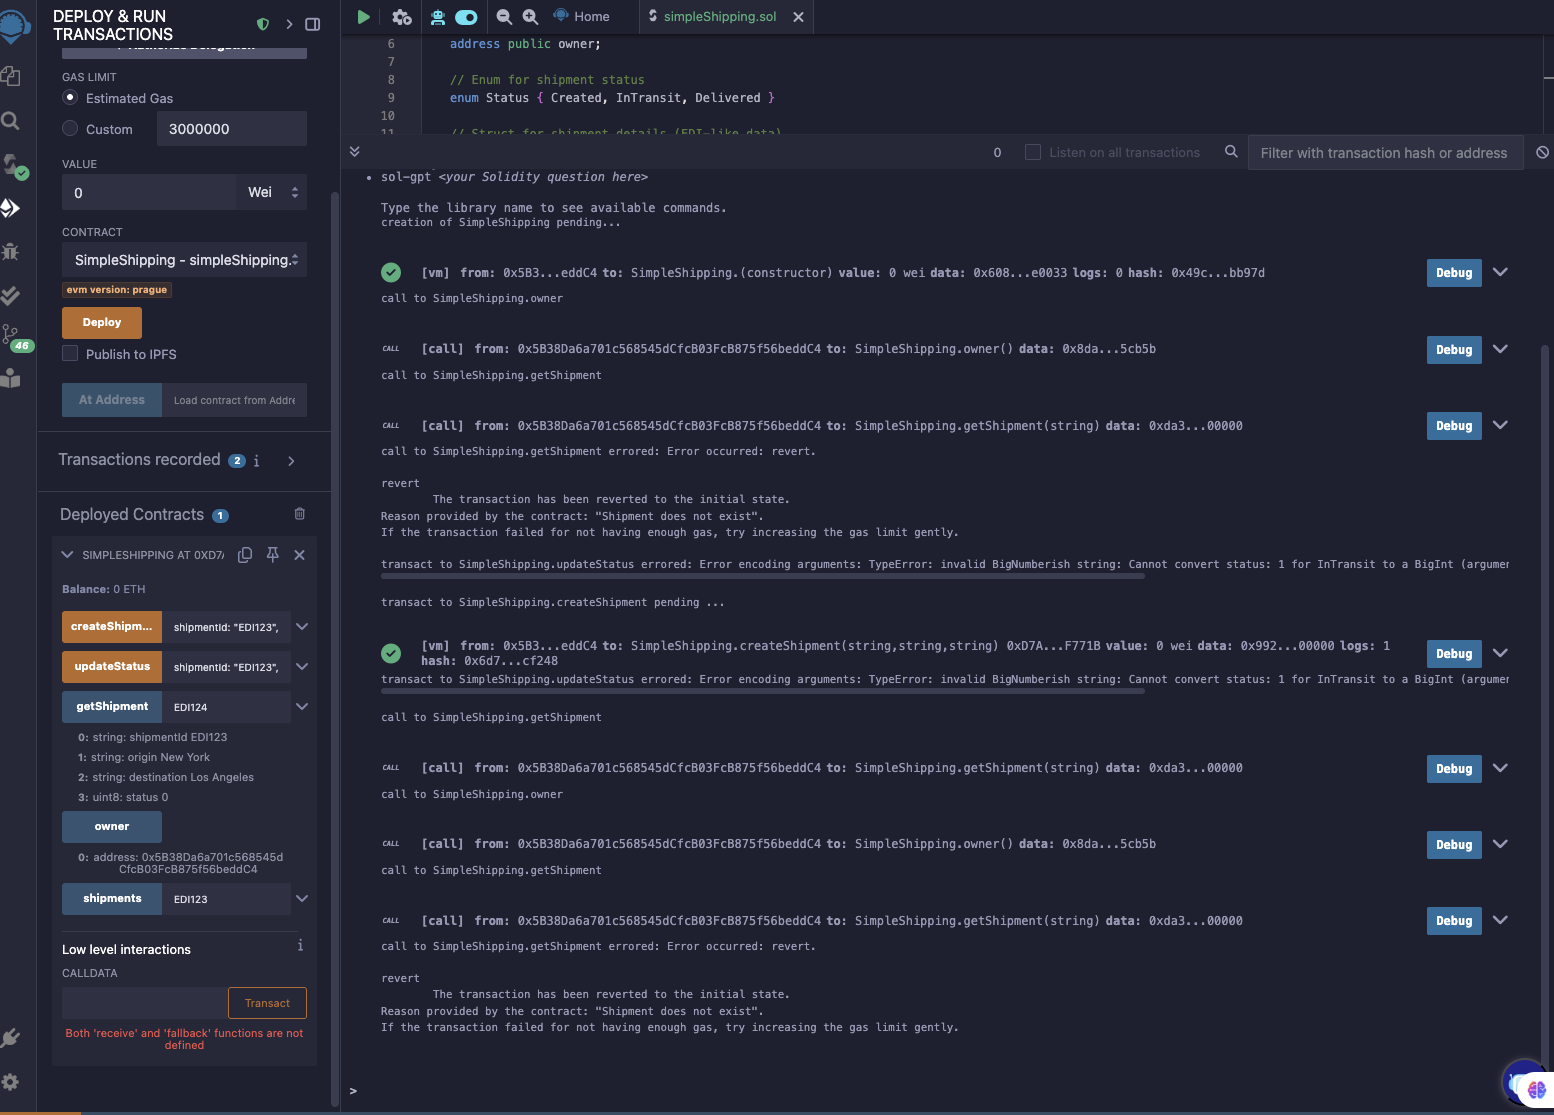 DEPLOY & RUN
TRANSACTIONS
GAS LIMIT
Estimated Gas
Custom
3000000
VALUE
0
Wei
CONTRACT
SimpleShipping - simpleShipping.
evm version: prague
Deploy
Publish to IPFS
At Address
Load contract from Addre
Transactions recorded 2 i
Deployed Contracts 1
SIMPLESHIPPING AT 0XD7
Balance: 0 ETH
createShipm...
shipmentId: "EDI123",
updateStatus
shipmentId: "EDI123",
getShipment
EDI124
0: string: shipmentId EDI123
1: string: origin New York
2: string: destination Los Angeles
3: uint8: status 0
owner
0: address: 0x5B38Da6a701c568545d
CfcB03FcB875f56beddC4
shipments
EDI123
Low level interactions
i
CALLDATA
Transact
Both 'receive' and 'fallback' functions are not
defined
46
Home
simpleShipping.sol
6 address public owner;
7
8 // Enum for shipment status
9 enum Status { Created, InTransit, Delivered }
10
11 // Struct for shipment details (EDI-like data)
0
Listen on all transactions
Filter with transaction hash or address
• sol-gpt <your Solidity question here>
Type the library name to see available commands.
creation of SimpleShipping pending...
[vm] from: 0x5B3...eddC4 to: SimpleShipping.(constructor) value: 0 wei data: 0x608...e0033 logs: 0 hash: 0x49c...bb97d
Debug
call to SimpleShipping.owner
CALL [call] from: 0x5B38Da6a701c568545dCfcB03FcB875f56beddC4 to: SimpleShipping.owner() data: 0x8da...5cb5b
Debug
call to SimpleShipping.getShipment
CALL [call] from: 0x5B38Da6a701c568545dCfcB03FcB875f56beddC4 to: SimpleShipping.getShipment(string) data: 0xda3...00000
Debug
call to SimpleShipping.getShipment errored: Error occurred: revert.
revert
The transaction has been reverted to the initial state.
Reason provided by the contract: "Shipment does not exist".
If the transaction failed for not having enough gas, try increasing the gas limit gently.
transact to SimpleShipping.updateStatus errored: Error encoding arguments: TypeError: invalid BigNumberish string: Cannot convert status: 1 for InTransit to a BigInt (argumen
transact to SimpleShipping.createShipment pending ...
[vm] from: 0x5B3...eddC4 to: SimpleShipping.createShipment(string,string,string) 0xD7A...F771B value: 0 wei data: 0x992...00000 logs: 1
hash: 0x6d7...cf248
Debug
transact to SimpleShipping.updateStatus errored: Error encoding arguments: TypeError: invalid BigNumberish string: Cannot convert status: 1 for InTransit to a BigInt (argumen
call to SimpleShipping.getShipment
CALL [call] from: 0x5B38Da6a701c568545dCfcB03FcB875f56beddC4 to: SimpleShipping.getShipment(string) data: 0xda3...00000
Debug
call to SimpleShipping.owner
CALL [call] from: 0x5B38Da6a701c568545dCfcB03FcB875f56beddC4 to: SimpleShipping.owner() data: 0x8da...5cb5b
Debug
call to SimpleShipping.getShipment
CALL [call] from: 0x5B38Da6a701c568545dCfcB03FcB875f56beddC4 to: SimpleShipping.getShipment(string) data: 0xda3...00000
Debug
call to SimpleShipping.getShipment errored: Error occurred: revert.
revert
The transaction has been reverted to the initial state.
Reason provided by the contract: "Shipment does not exist".
If the transaction failed for not having enough gas, try increasing the gas limit gently.
>